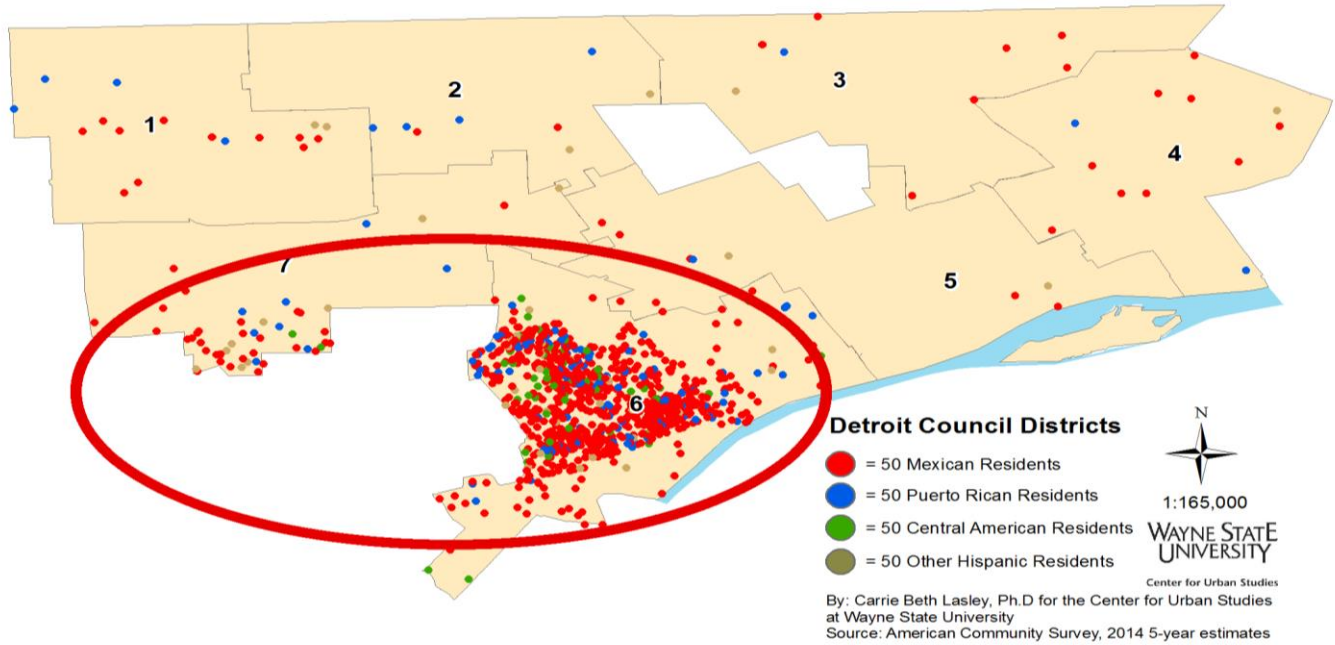 1
2
3
4
5
6
7
Detroit Council Districts
= 50 Mexican Residents
= 50 Puerto Rican Residents
= 50 Central American Residents
= 50 Other Hispanic Residents
N
1:165,000
WAYNE STATE
UNIVERSITY
Center for Urban Studies
By: Carrie Beth Lasley, Ph.D for the Center for Urban Studies
at Wayne State University
Source: American Community Survey, 2014 5-year estimates